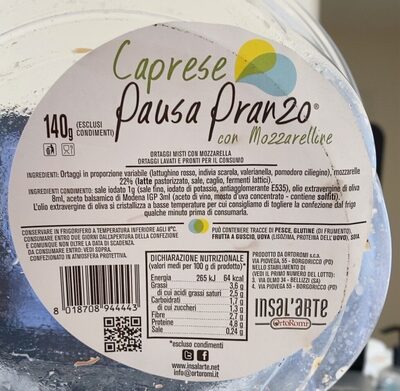 Caprese
Pausa Pranzo®
con Mozzarelline
140g (ESCLUSI
CONDIMENTI)
ORTAGGI MISTI CON MOZZARELLA
ORTAGGI LAVATI E PRONTI PER IL CONSUMO
INGREDIENTI: Ortaggi in proporzione variabile (lattughino rosso, indivia scarola, valerianella, pomodoro ciliegino), mozzarelle
22% (latte pastorizzato, sale, caglio, fermenti lattici).
INGREDIENTI CONDIMENTO: sale iodato 1g (sale fino, iodato di potassio, antiagglomerante E535), olio extravergine di oliva
8ml, aceto balsamico di Modena IGP 3ml (aceto di vino, mosto d'uva concentrato - contiene solfiti).
L'olio extravergine di oliva si cristallizza a basse temperature per cui consigliamo di togliere la confezione dal frigo
qualche minuto prima di consumarla.
CONSERVARE IN FRIGORIFERO A TEMPERATURA INFERIORE AGLI 8°C.
CONSUMARE ENTRO DUE GIORNI DALL'APERTURA DELLA CONFEZIONE
E COMUNQUE NON OLTRE LA DATA DI SCADENZA.
DA CONSUMARE ENTRO: VEDI SOPRA.
CONFEZIONATO IN ATMOSFERA PROTETTIVA.
PUÒ CONTENERE TRACCE DI PESCE, GLUTINE (DI FRUMENTO),
FRUTTA A GUSCIO, UOVA (LISOZIMA, PROTEINA DELL'UOVO), SOIA
8 018708 944443
DICHIARAZIONE NUTRIZIONALE
(valori medi per 100 g di prodotto)*
Energia 265 kJ 64 kcal
Grassi 3,6 g
di cui acidi grassi saturi 2,5 g
Carboidrati 1,7 g
di cui zuccheri 1,3 g
Fibre 2,7 g
Proteine 4,8 g
Sale 0,24 g
*escluso condimenti
www.insalarte.net
info@ortoromi.it
PRODOTTO DA: ORTOROMI s.c.a.
VIA PIOVEGA, 55 - BORGORICCO (PD)
NELLO STABILIMENTO DI
(VEDI IL PRIMO NUMERO DEL LOTTO):
1. VIA OLMO 34 - BELLIZZI (SA)
4. VIA PIOVEGA, 55 - BORGORICCO (PD)
INSAL'ARTE
OrtoRomi